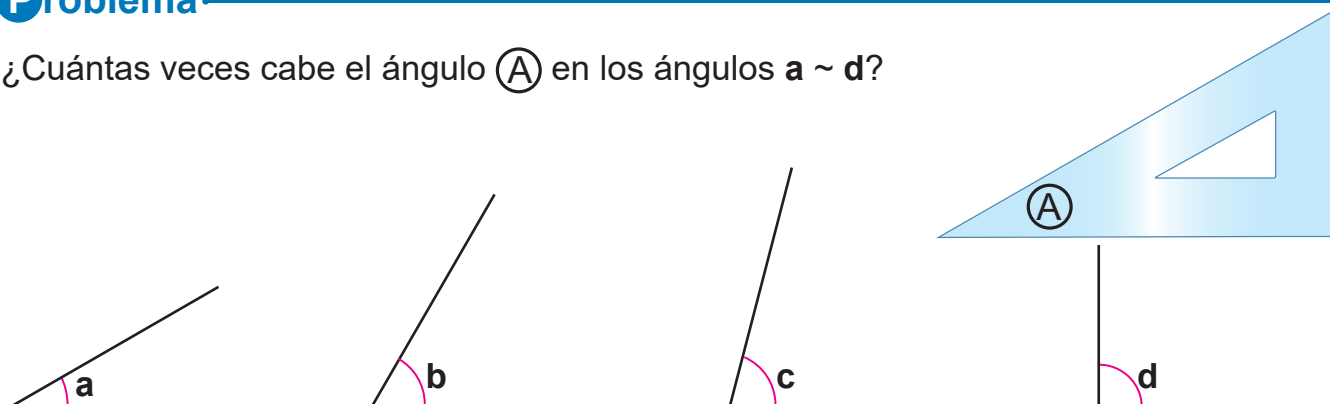 Problema
¿Cuántas veces cabe el ángulo Ⓐ en los ángulos a ~ d?
A
a
b
c
d